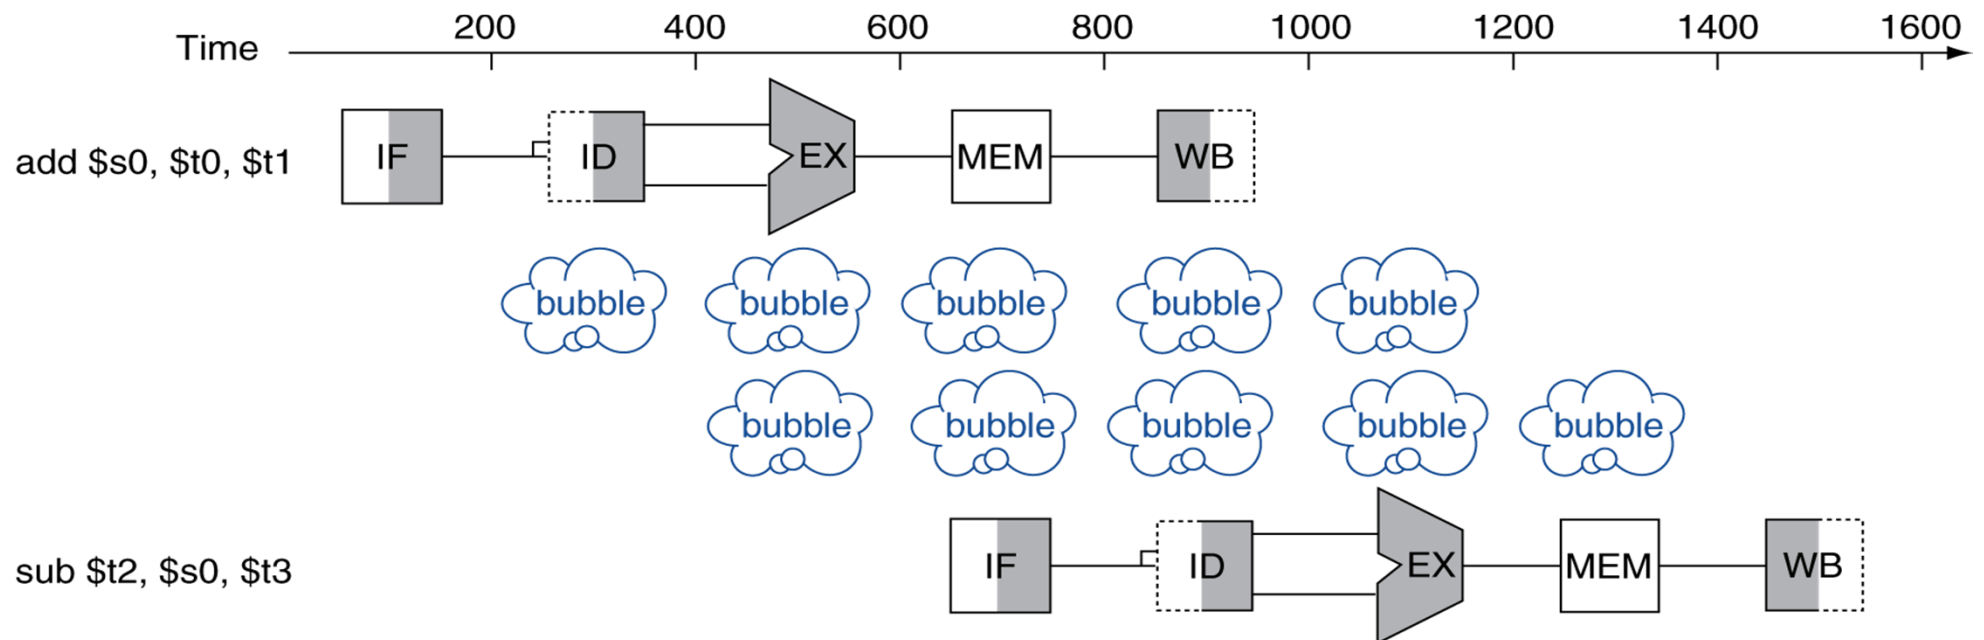 200 400 600 800 1000 1200 1400 1600
Time
add $s0, $t0, $t1 IF ID EX MEM WB
bubble bubble bubble bubble bubble
bubble bubble bubble bubble bubble
sub $t2, $s0, $t3 IF ID EX MEM WB